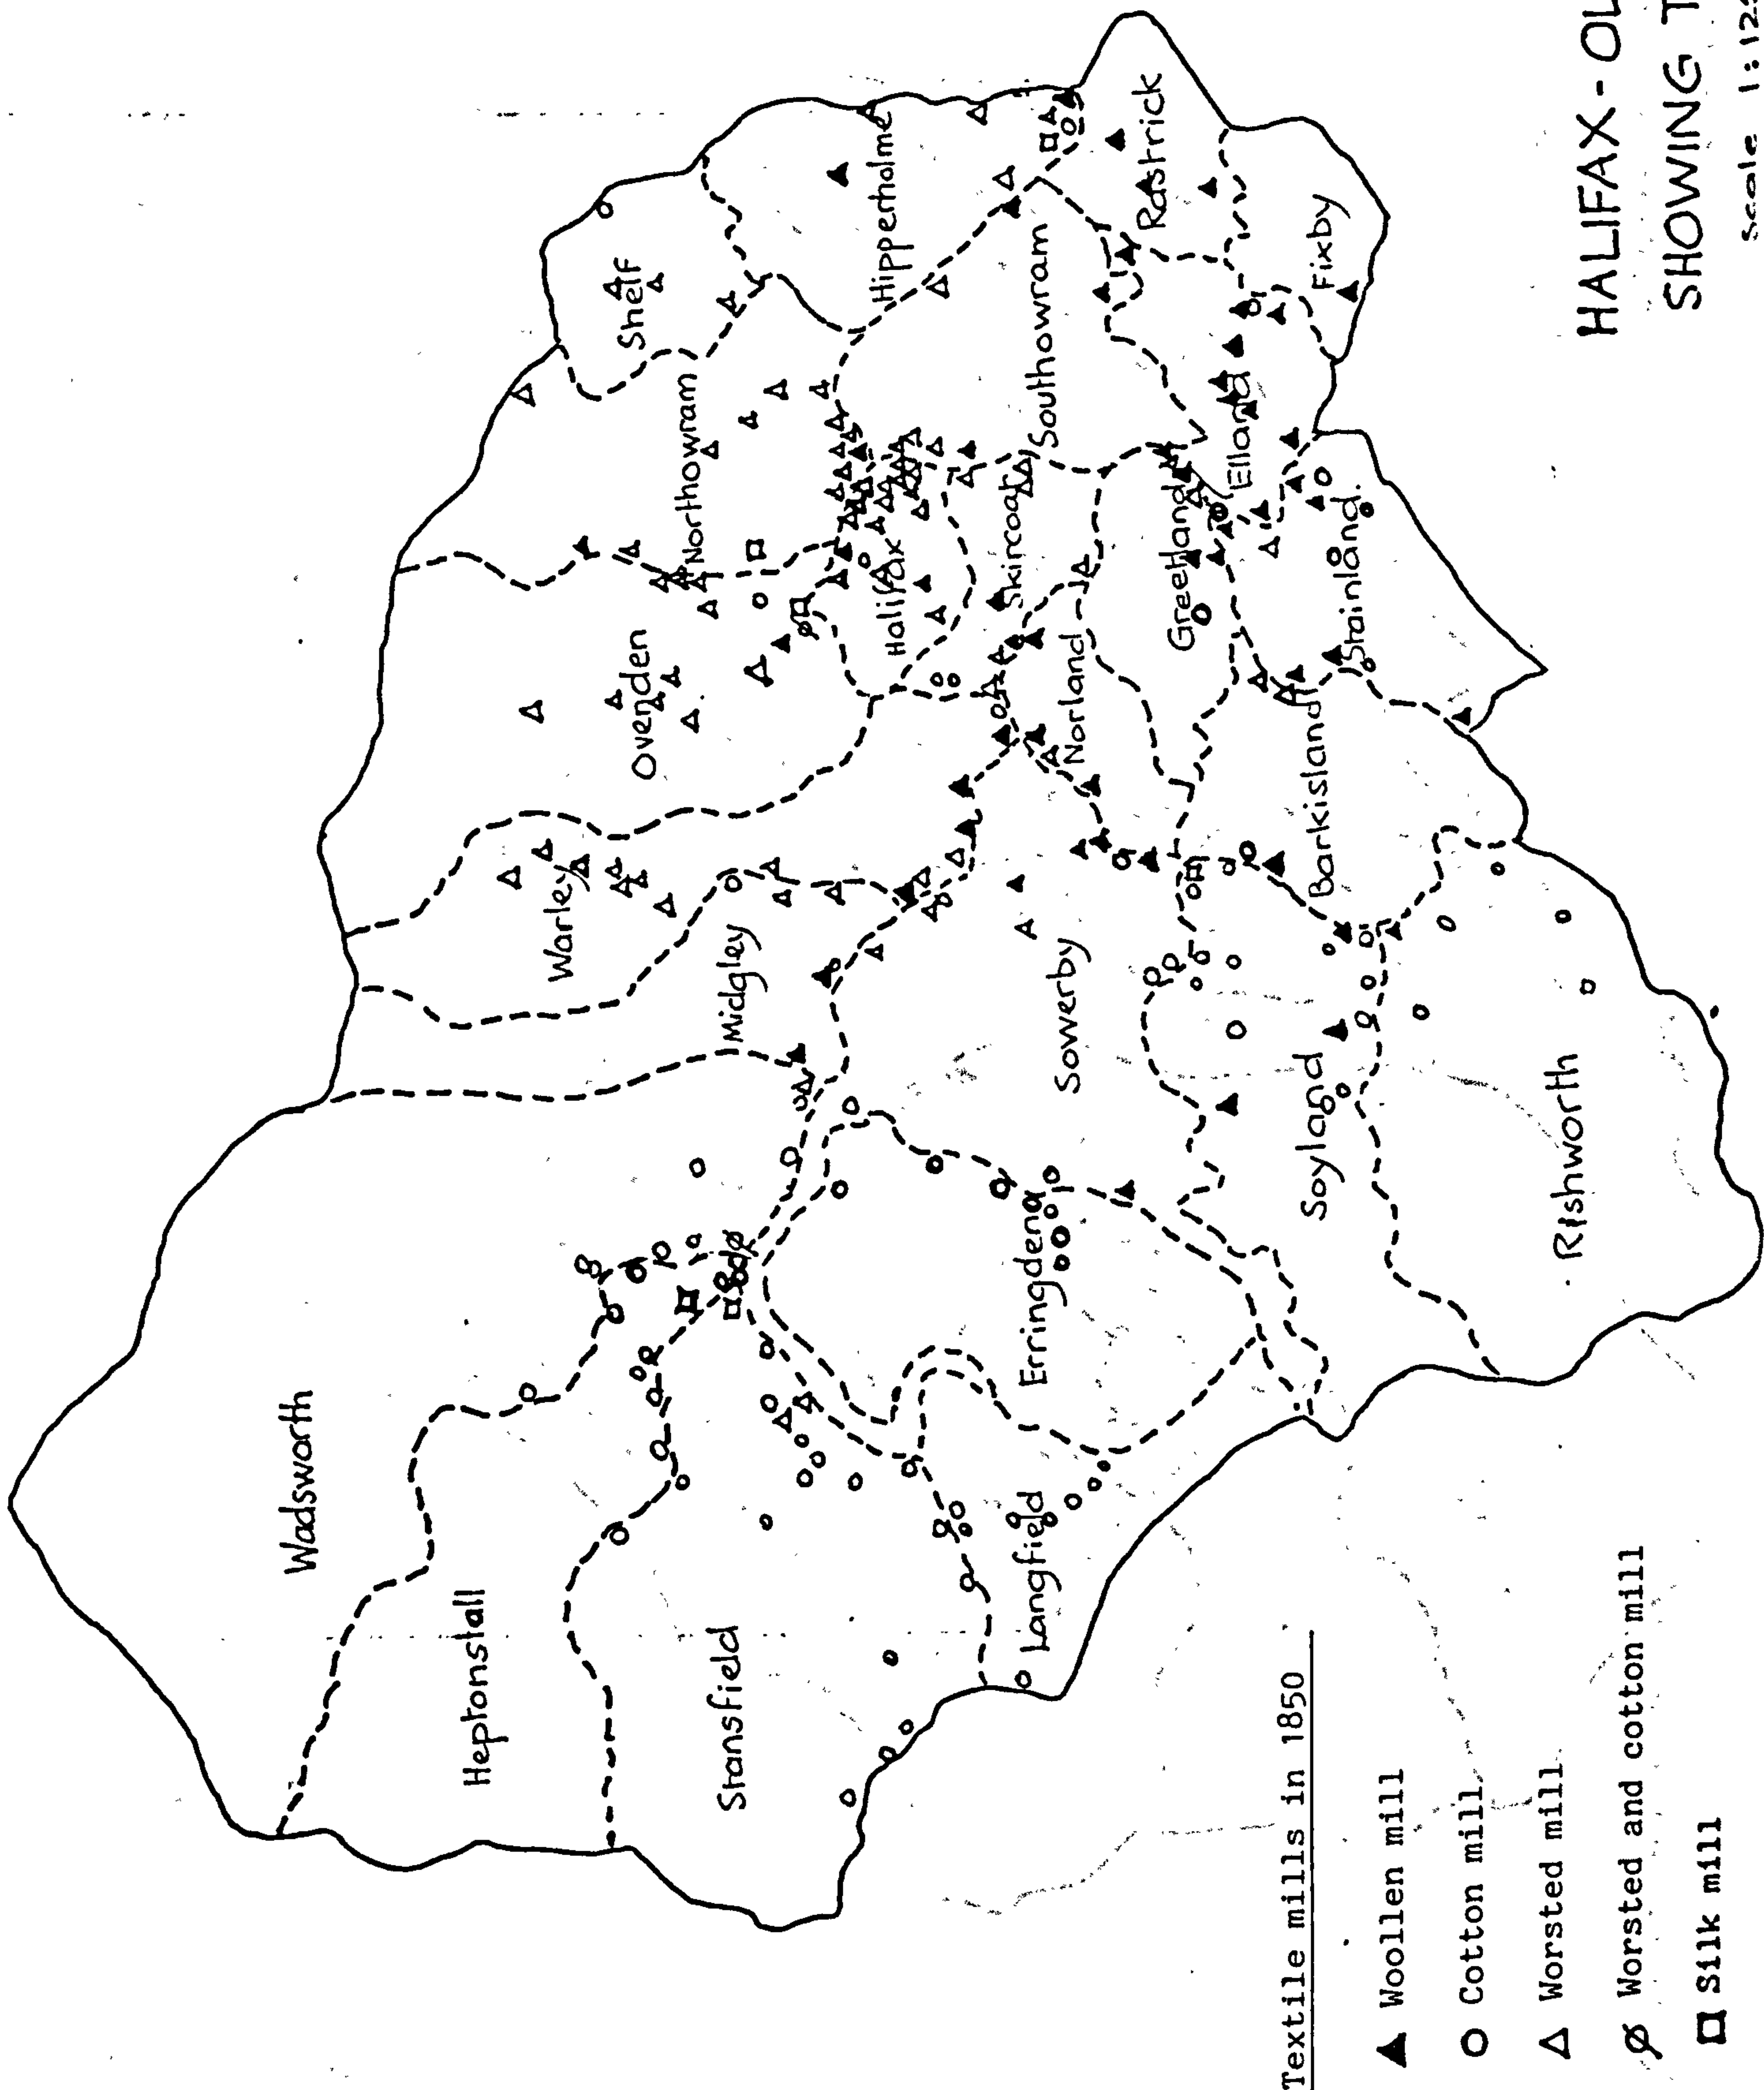 Wadsworth
Heptonstall
Stansfield
Langfield
Erringden
Midgley
Warley
Ovenden
Northowram
Shelf
Hipperholme
Halifax
Skircoat
Southowram
Sowerby
Norland
Soyland
Rishworth
Barkisland
Greetland
Elland
Stainland
Rastrick
Fixby
HALIFAX -
SHOWING
Scale
Textile mills in 1850
Woollen mill
Cotton mill
Worsted mill
Worsted and cotton mill
Silk mill